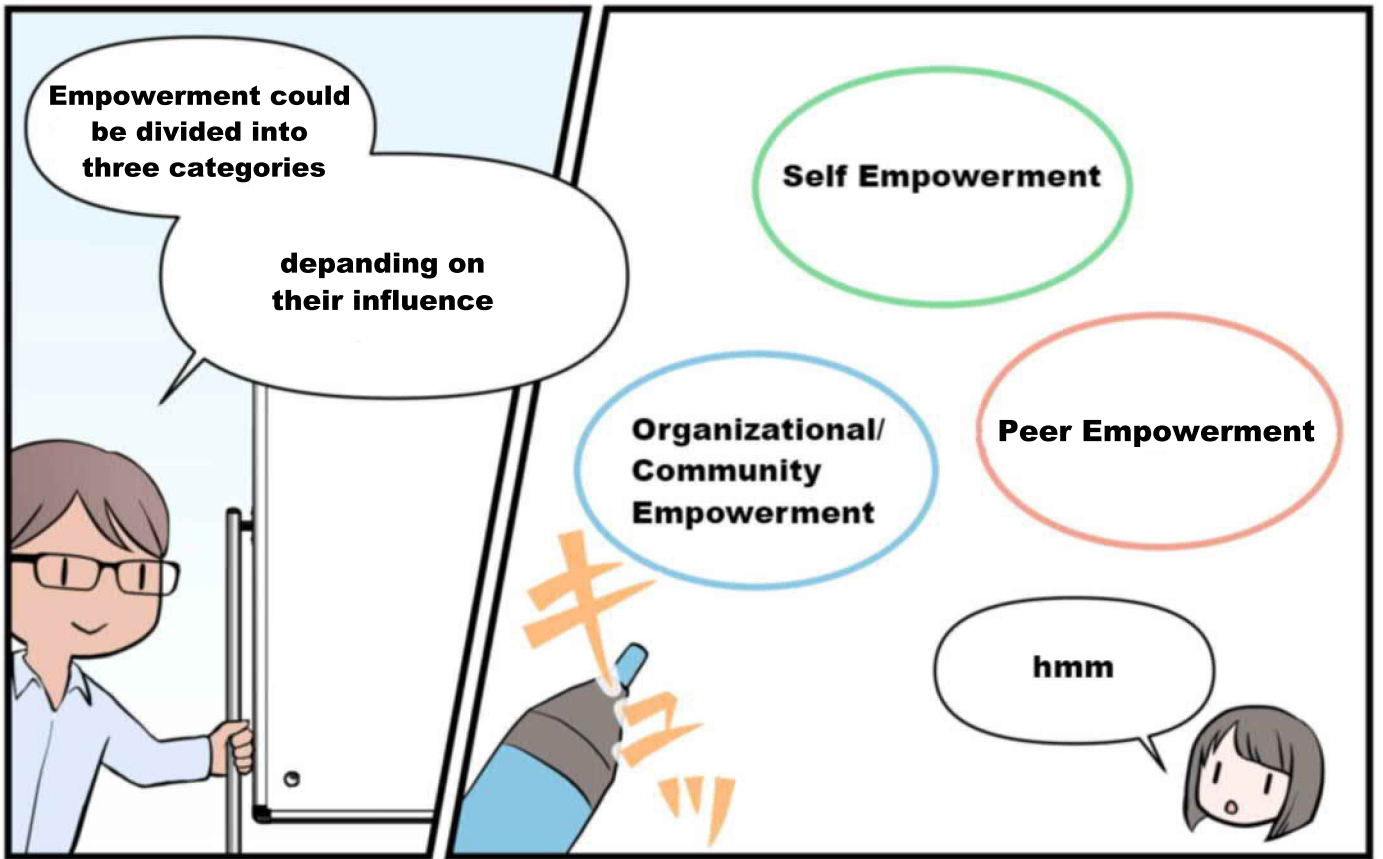 Empowerment could
be divided into
three categories
depanding on
their influence
Self Empowerment
Peer Empowerment
Organizational/
Community
Empowerment
キュッ
hmm